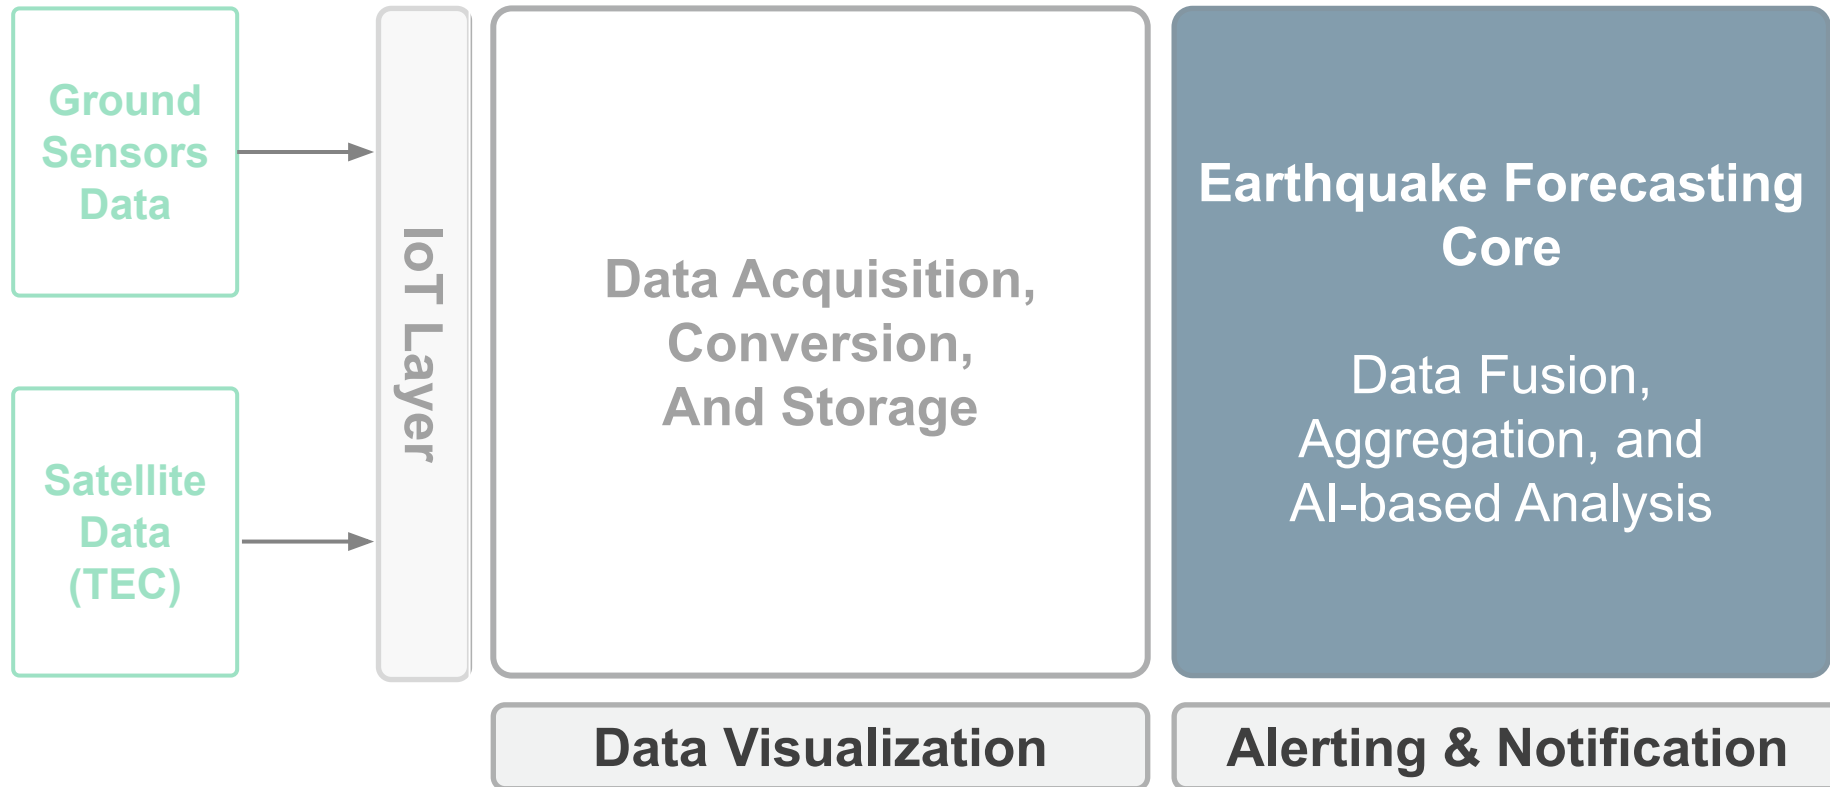 Ground
Sensors
Data
Satellite
Data
(TEC)
IoT Layer
Data Acquisition,
Conversion,
And Storage
Earthquake Forecasting
Core
Data Fusion,
Aggregation, and
AI-based Analysis
Data Visualization
Alerting & Notification